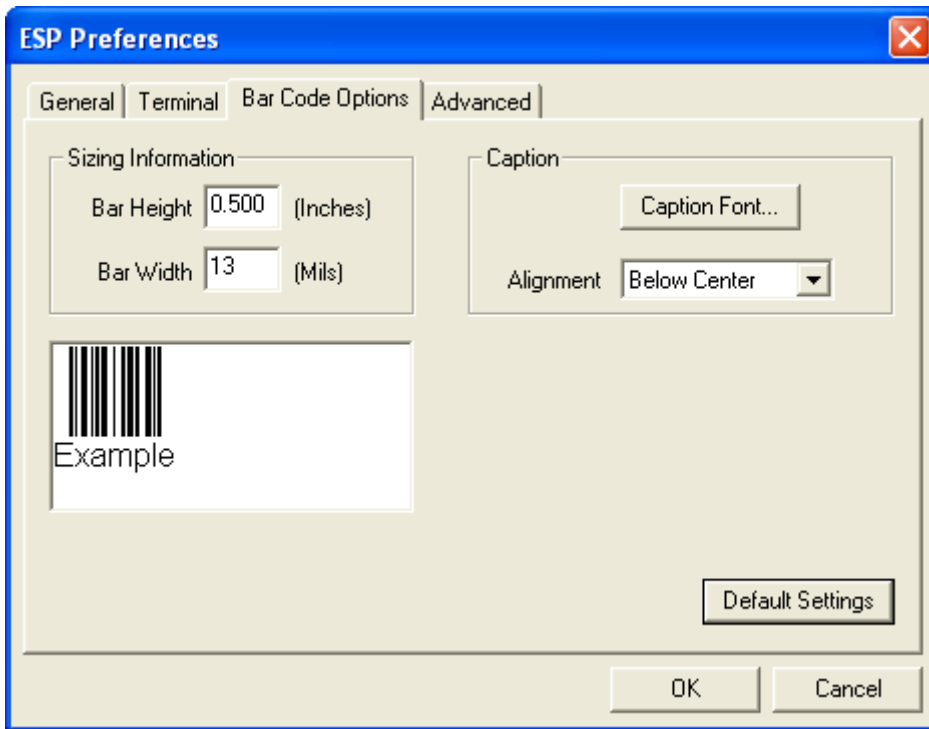 ESP Preferences
General Terminal Bar Code Options Advanced
Sizing Information
Bar Height 0.500 (Inches)
Bar Width 13 (Mils)
Caption
Caption Font...
Alignment Below Center
Example
Default Settings
OK Cancel